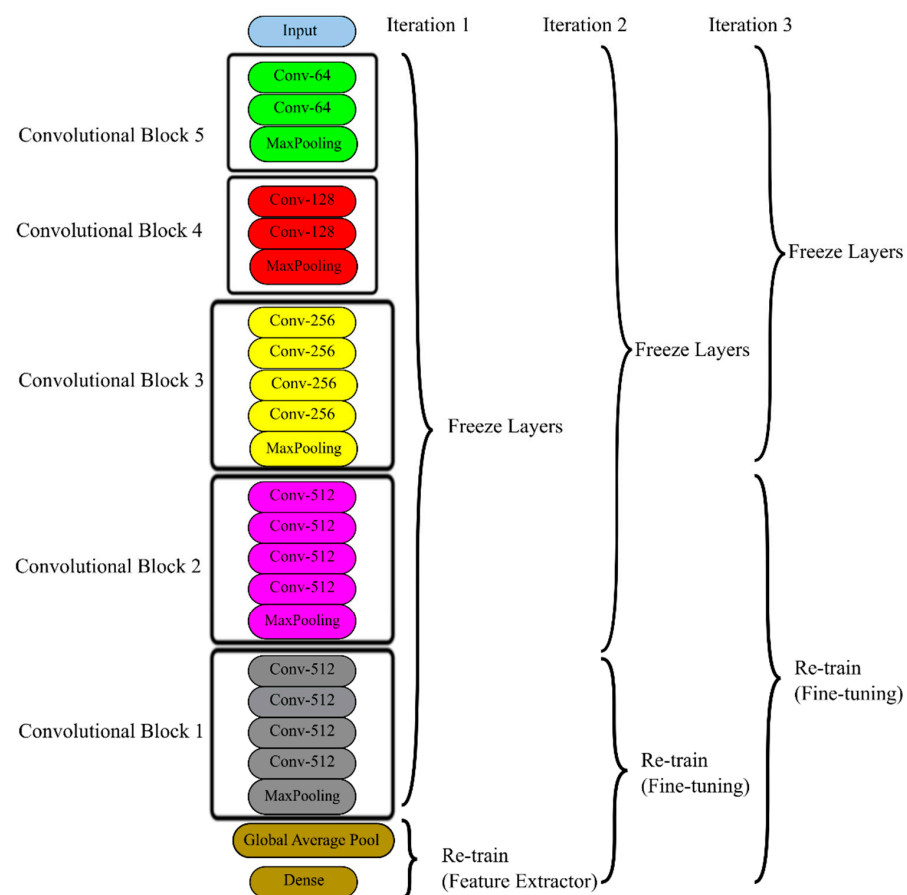 Input
Iteration 1
Iteration 2
Iteration 3
Conv-64
Conv-64
MaxPooling
Convolutional Block 5
Conv-128
Conv-128
MaxPooling
Convolutional Block 4
Freeze Layers
Conv-256
Conv-256
Conv-256
Conv-256
MaxPooling
Convolutional Block 3
Freeze Layers
Freeze Layers
Conv-512
Conv-512
Conv-512
Conv-512
MaxPooling
Convolutional Block 2
Conv-512
Conv-512
Conv-512
Conv-512
MaxPooling
Convolutional Block 1
Re-train
(Fine-tuning)
Re-train
(Fine-tuning)
Global Average Pool
Dense
Re-train
(Feature Extractor)